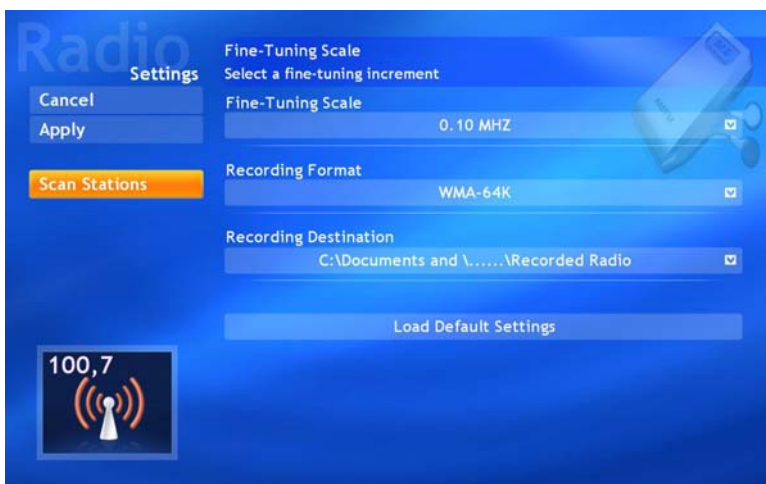 Radio
Settings
Cancel
Apply
Scan Stations
Fine-Tuning Scale
Select a fine-tuning increment
Fine-Tuning Scale
0.10 MHZ
Recording Format
WMA-64K
Recording Destination
C:\Documents and \......\Recorded Radio
Load Default Settings
100,7